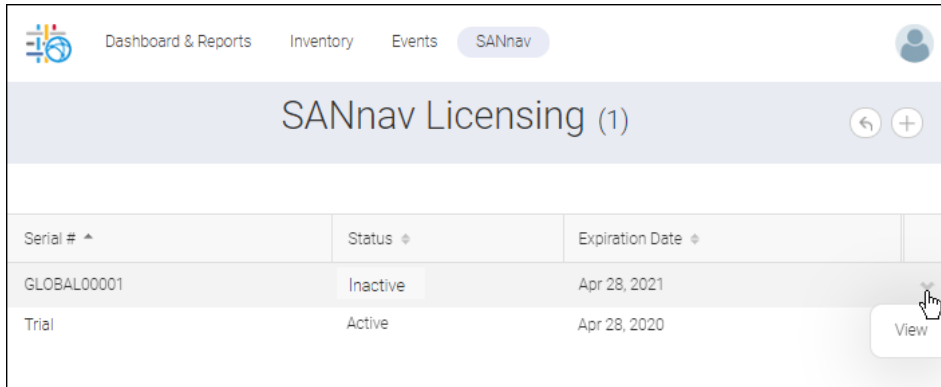 Dashboard & Reports Inventory Events SANnav
SANnav Licensing (1)
Serial # Status Expiration Date
GLOBAL00001 Inactive Apr 28, 2021
Trial Active Apr 28, 2020
View